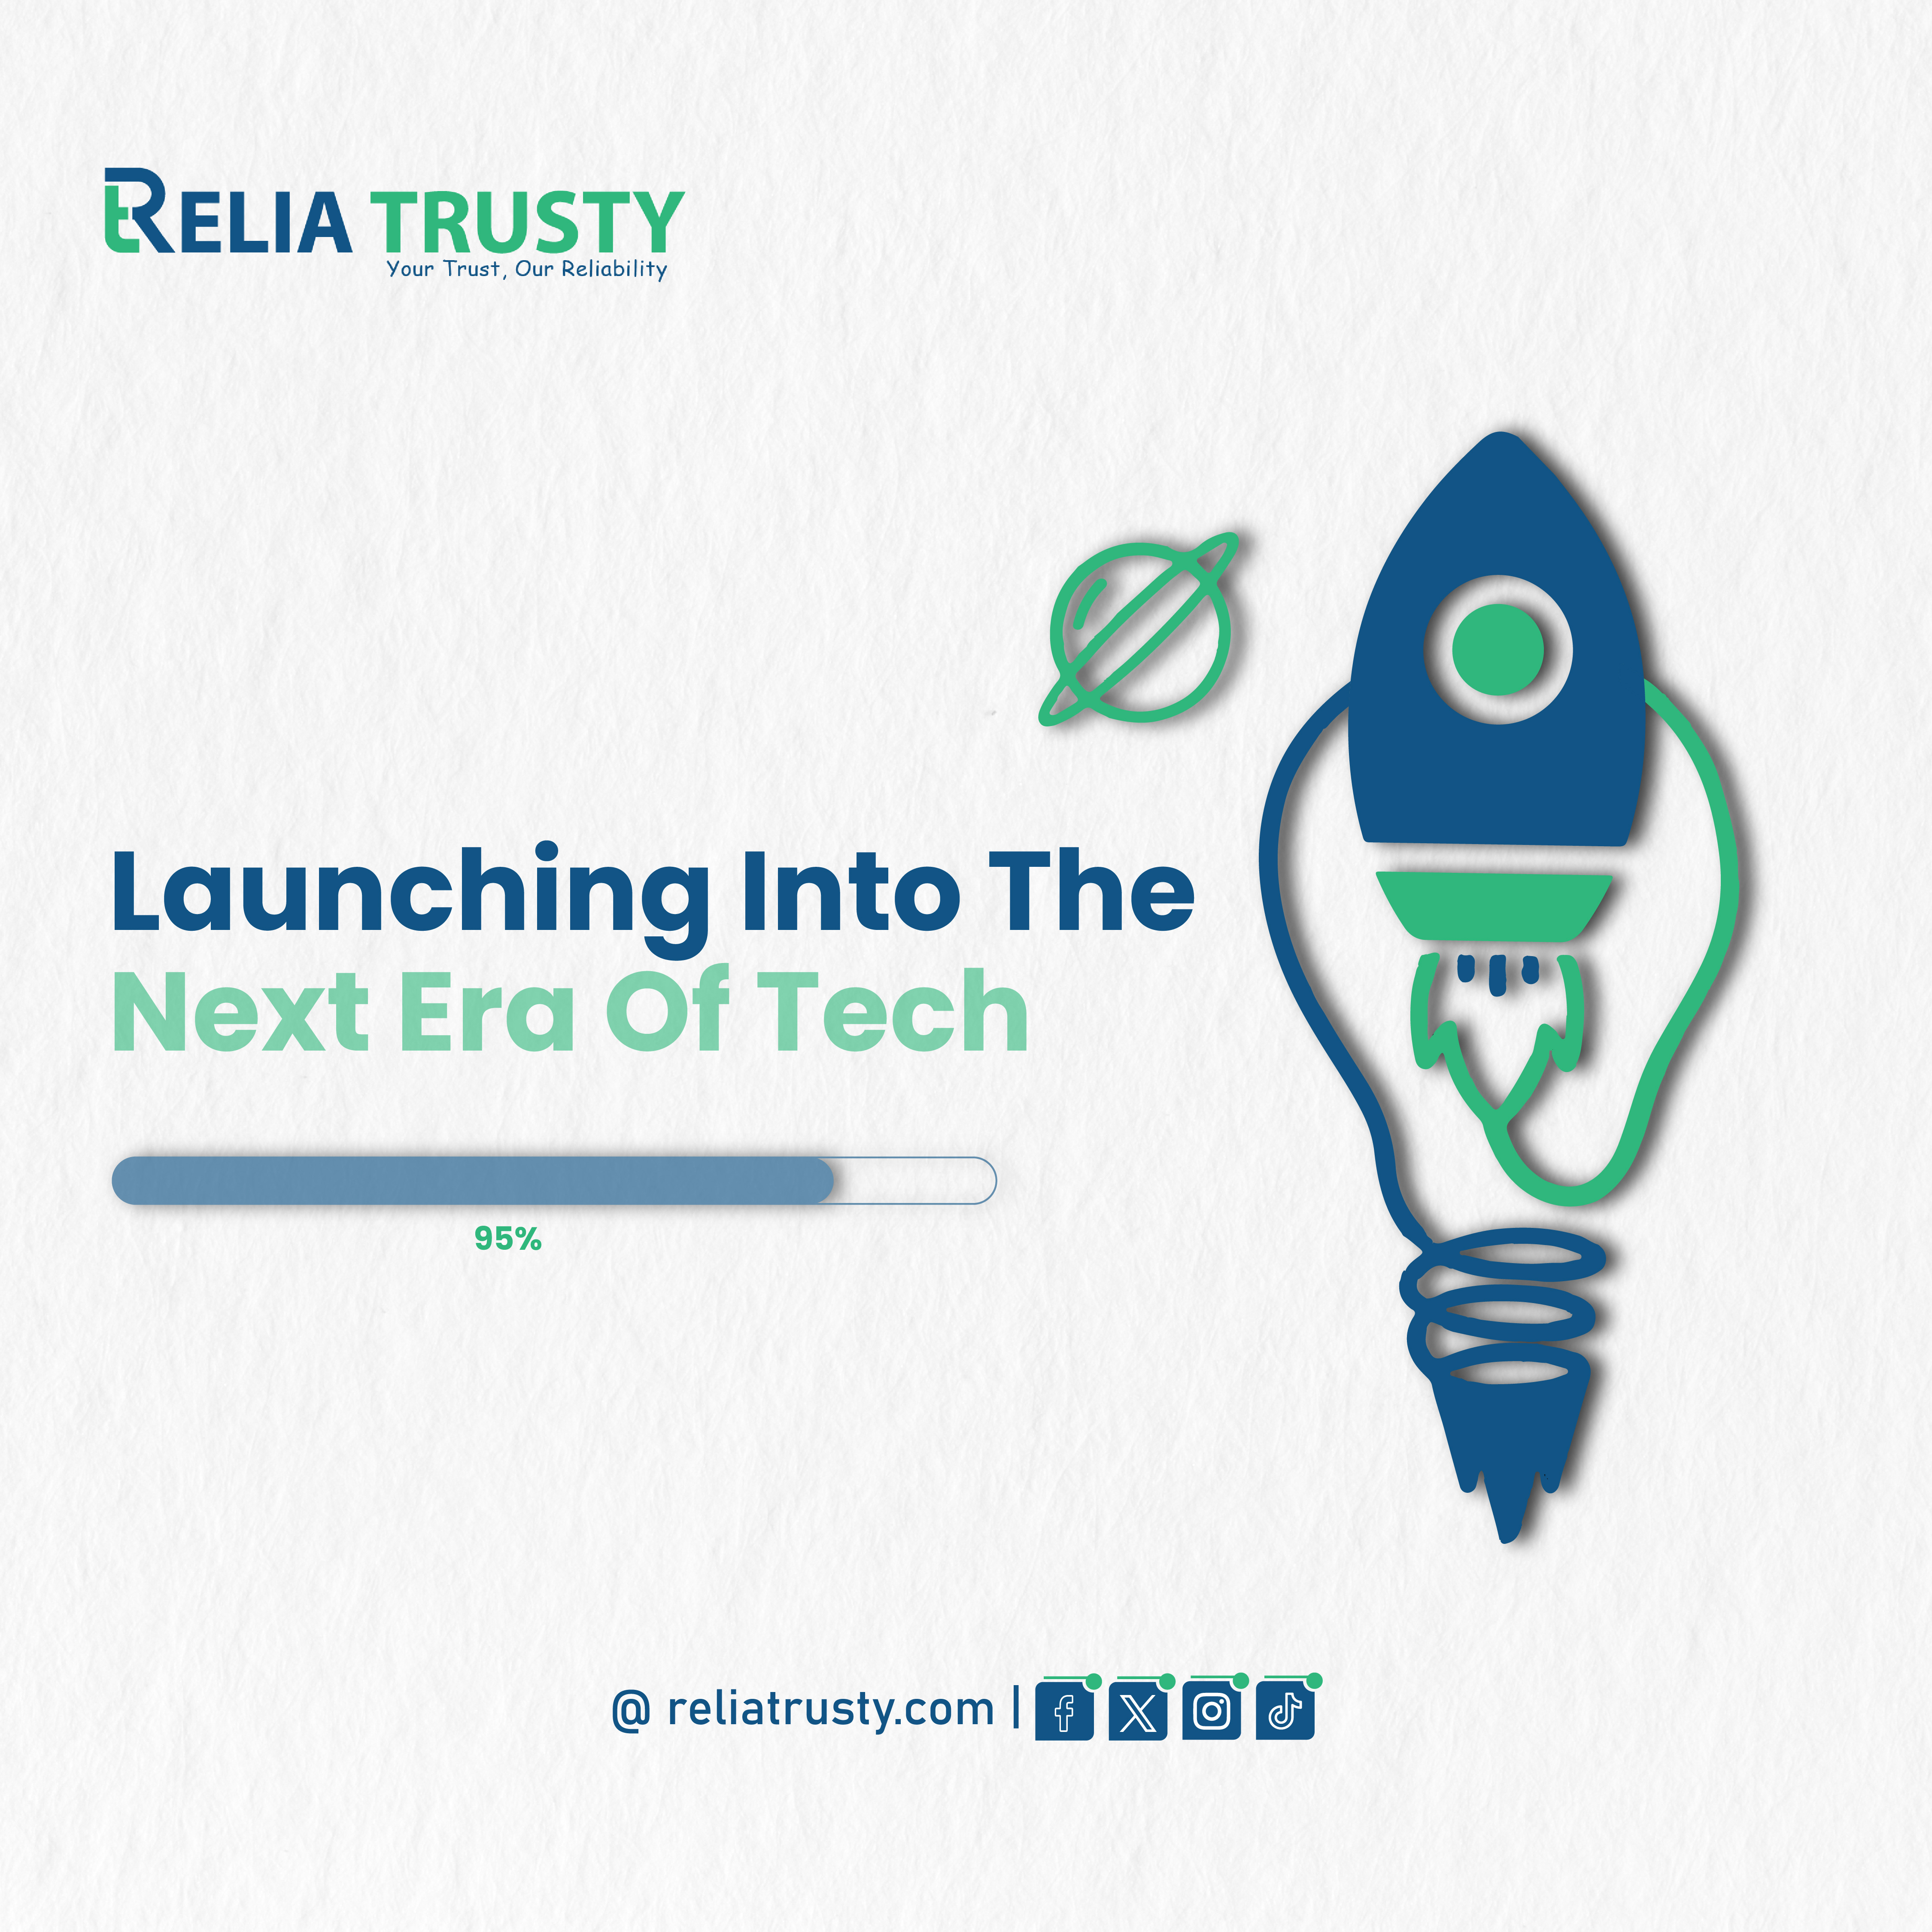 RELIA TRUSTY
Your Trust, Our Reliability
Launching Into The
Next Era Of Tech
95%
@ reliatrusty.com |